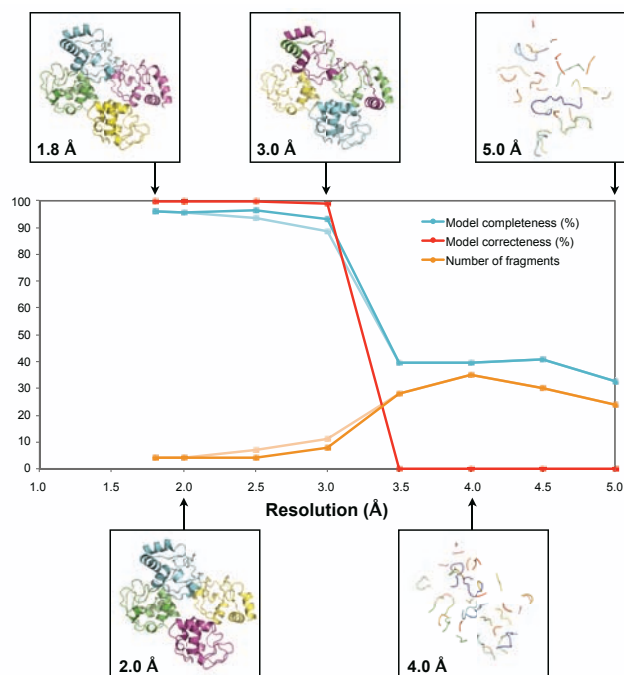 1.8 Å
3.0 Å
5.0 Å
100
90
80
70
60
50
40
30
20
10
0
Model completeness (%)
Model correcteness (%)
Number of fragments
1.0 1.5 2.0 2.5 3.0 3.5 4.0 4.5 5.0
Resolution (Å)
2.0 Å
4.0 Å